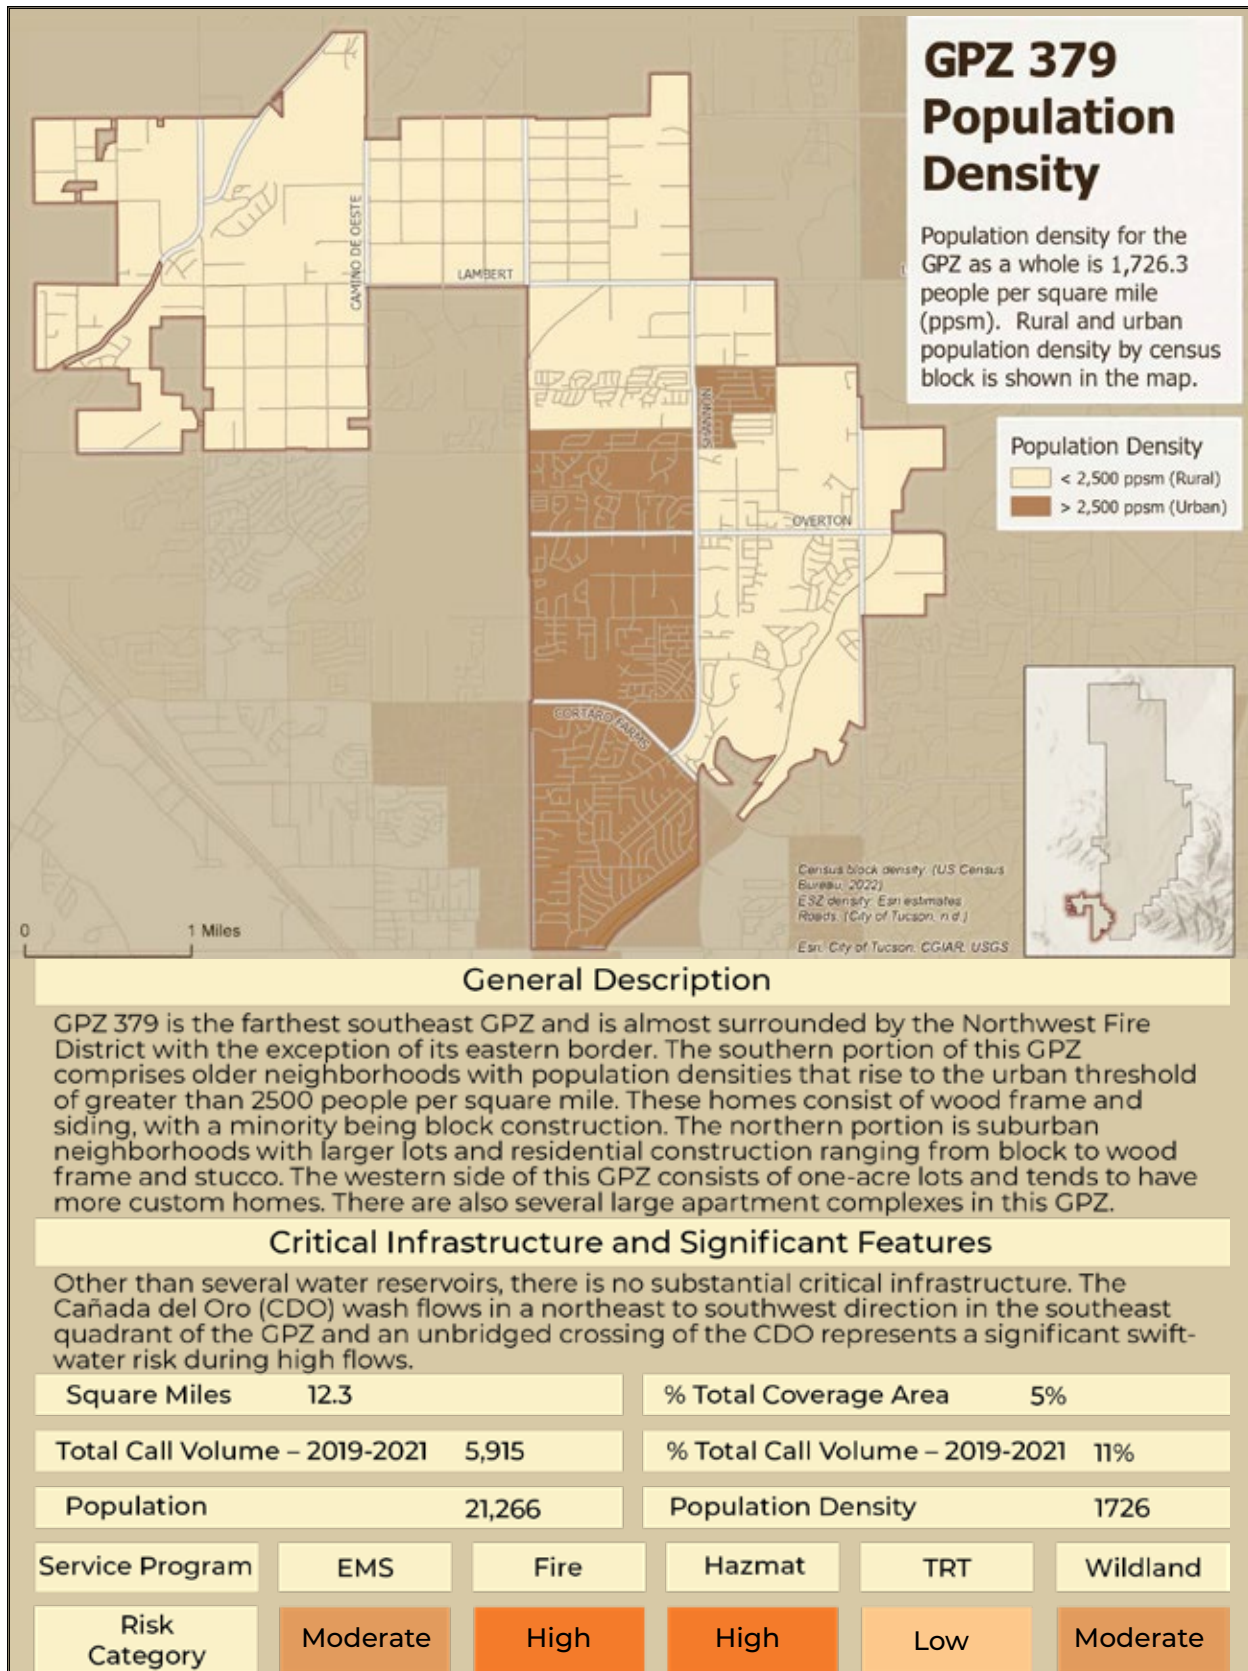 GPZ 379
Population
Density
Population density for the
GPZ as a whole is 1,726.3
people per square mile
(ppsm). Rural and urban
population density by census
block is shown in the map.
Population Density
< 2,500 ppsm (Rural)
> 2,500 ppsm (Urban)
CAMINO DE OESTE
LAMBERT
SHANNON
OVERTON
CORTARO FARMS
Census block density: (US Census
Bureau, 2022)
ESZ density: Esri estimates
Roads: (City of Tucson, n.d.)
Esri, City of Tucson, CGIAR, USGS
0 1 Miles
General Description
GPZ 379 is the farthest southeast GPZ and is almost surrounded by the Northwest Fire
District with the exception of its eastern border. The southern portion of this GPZ
comprises older neighborhoods with population densities that rise to the urban threshold
of greater than 2500 people per square mile. These homes consist of wood frame and
siding, with a minority being block construction. The northern portion is suburban
neighborhoods with larger lots and residential construction ranging from block to wood
frame and stucco. The western side of this GPZ consists of one-acre lots and tends to have
more custom homes. There are also several large apartment complexes in this GPZ.
Critical Infrastructure and Significant Features
Other than several water reservoirs, there is no substantial critical infrastructure. The
Cañada del Oro (CDO) wash flows in a northeast to southwest direction in the southeast
quadrant of the GPZ and an unbridged crossing of the CDO represents a significant swift-
water risk during high flows.
Square Miles 12.3 % Total Coverage Area 5%
Total Call Volume – 2019-2021 5,915 % Total Call Volume – 2019-2021 11%
Population 21,266 Population Density 1726
Service Program EMS Fire Hazmat TRT Wildland
Risk
Category Moderate High High Low Moderate